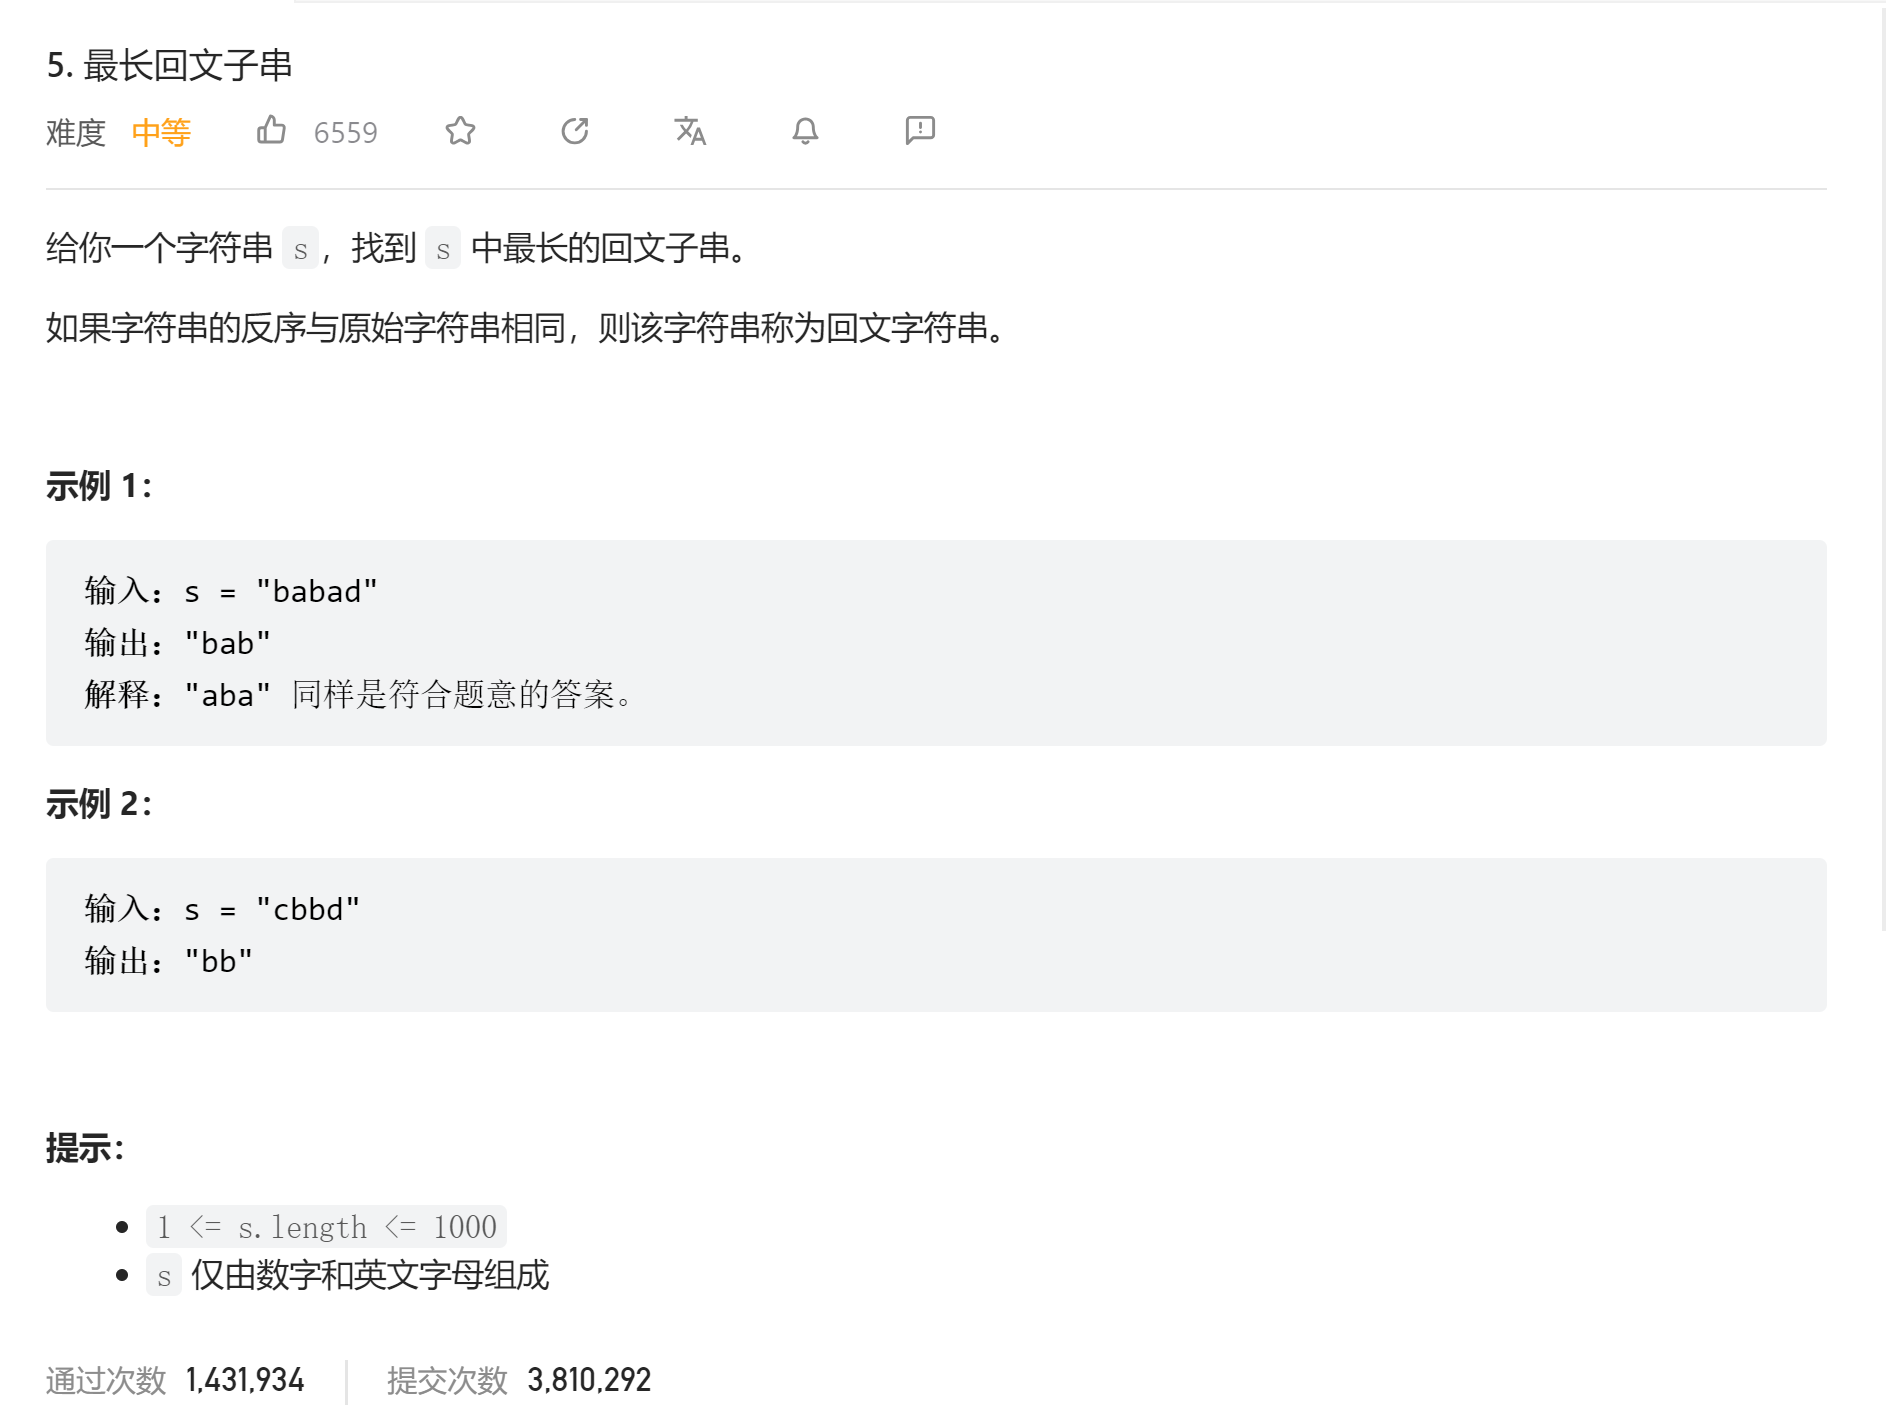 5. 最长回文子串
难度 中等 6559
给你一个字符串 s，找到 s 中最长的回文子串。
如果字符串的反序与原始字符串相同，则该字符串称为回文字符串。
示例 1：
输入：s = "babad"
输出："bab"
解释："aba" 同样是符合题意的答案。
示例 2：
输入：s = "cbbd"
输出："bb"
提示：
1 <= s.length <= 1000
s 仅由数字和英文字母组成
通过次数 1,431,934 提交次数 3,810,292